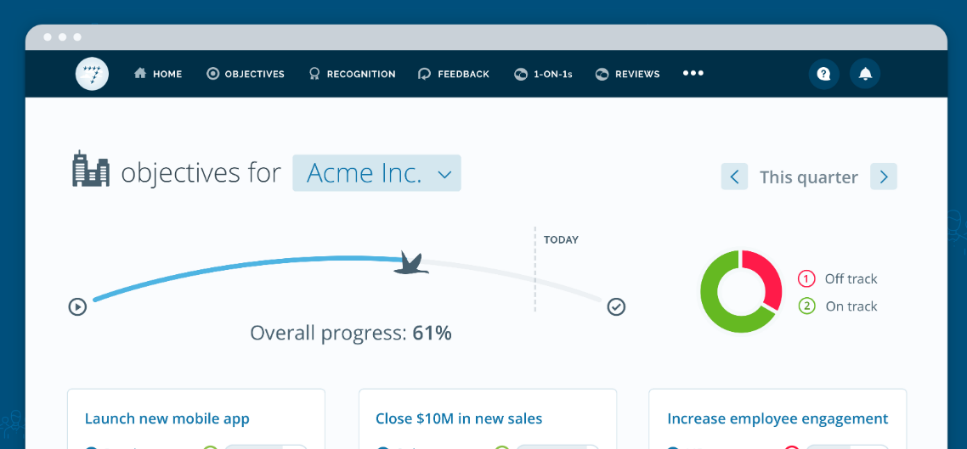 HOME OBJECTIVES RECOGNITION FEEDBACK 1-ON-1s REVIEWS
objectives for Acme Inc.
This quarter
TODAY
1 Off track
2 On track
Overall progress: 61%
Launch new mobile app
Close $10M in new sales
Increase employee engagement